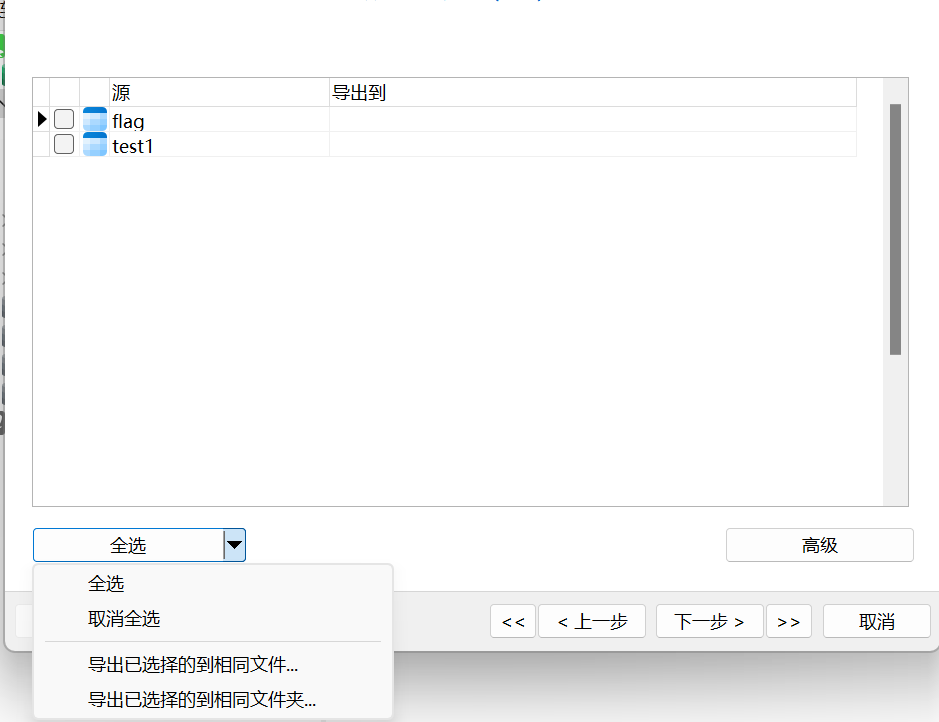 源 导出到
flag
test1
全选 高级
全选
取消全选
<< < 上一步 下一步 > >> 取消
导出已选择的到相同文件...
导出已选择的到相同文件夹...